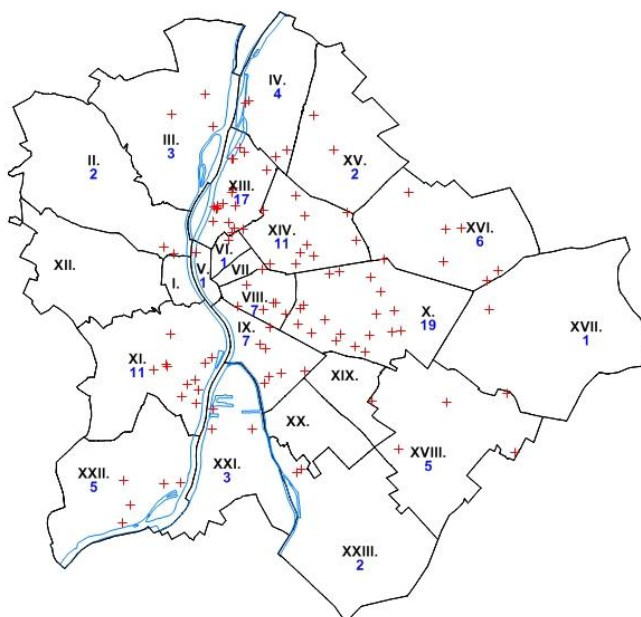 IV.
4
III.
3
II.
2
XV.
2
XIII.
17
XIV.
11
XVI.
6
VI.
1
XII.
I.
V.
1
VII
VIII.
7
X.
19
XVII.
1
IX.
7
XI.
11
XIX.
XX.
XVIII.
5
XXII.
5
XXI.
3
XXIII.
2